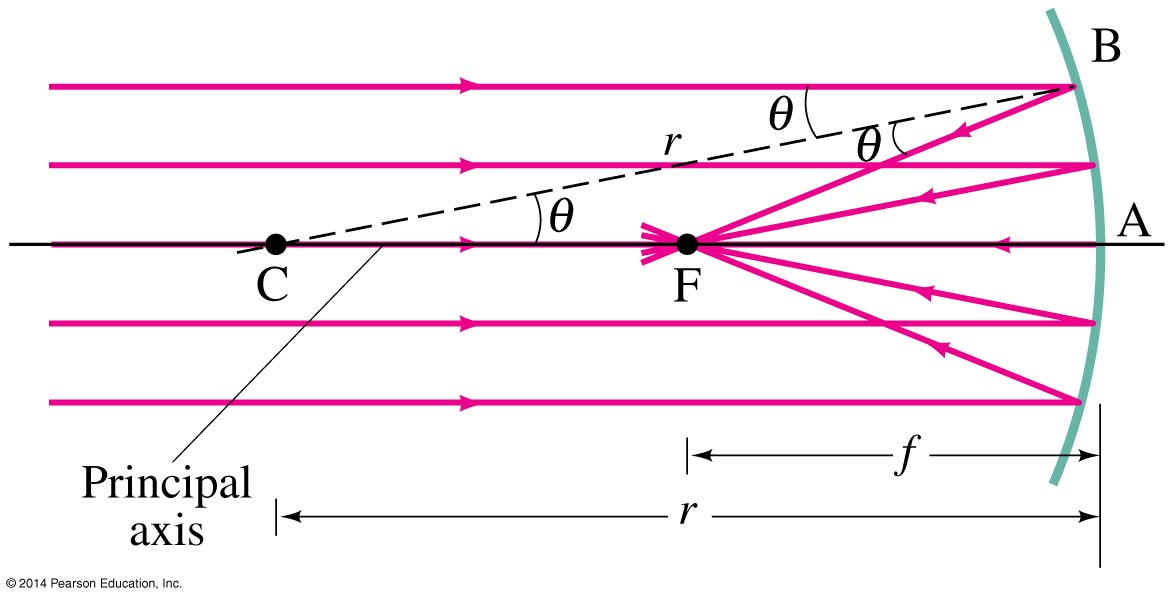 B
θ
r
θ
θ
A
C
F
f
Principal
axis
r
© 2014 Pearson Education, Inc.